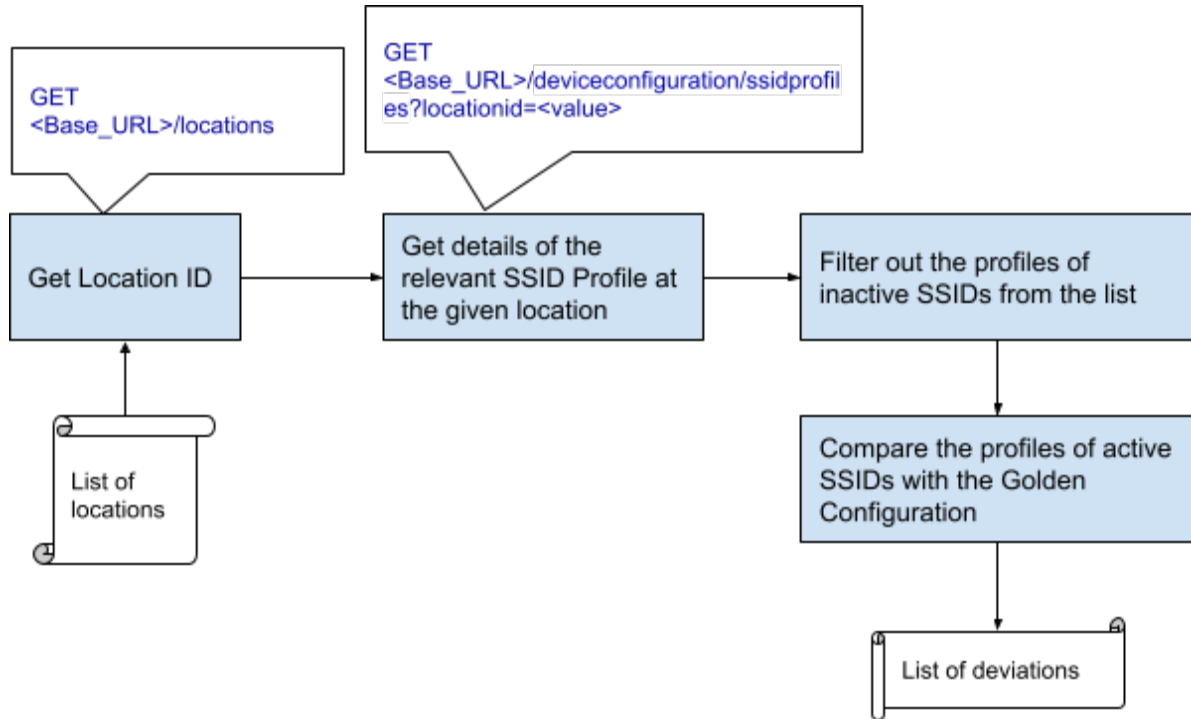 GET
<Base_URL>/locations
GET
<Base_URL>/deviceconfiguration/ssidprofil
es?locationid=<value>
Get Location ID
Get details of the
relevant SSID Profile at
the given location
Filter out the profiles of
inactive SSIDs from the list
List of
locations
Compare the profiles of active
SSIDs with the Golden
Configuration
List of deviations